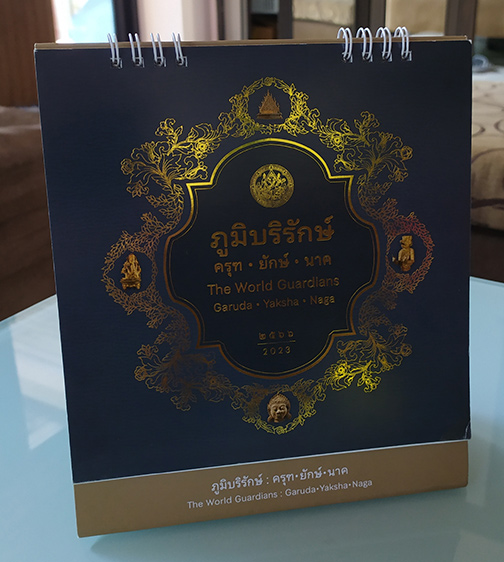 ภูมิบริรักษ์
ครุฑ • ยักษ์ • นาค
The World Guardians
Garuda • Yaksha • Naga
๒๕๖๖
2023
ภูมิบริรักษ์ : ครุฑ•ยักษ์•นาค
The World Guardians : Garuda•Yaksha•Naga